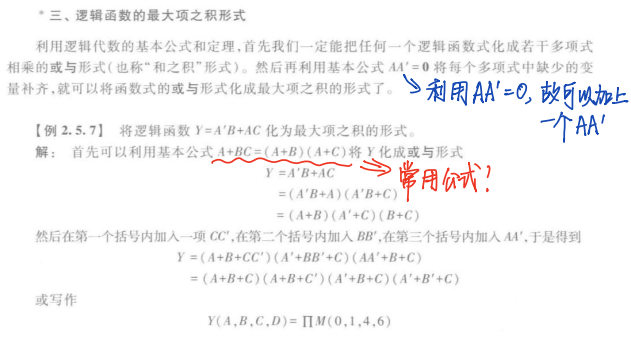 *三、逻辑函数的最大项之积形式
利用逻辑代数的基本公式和定理,首先我们一定能把任何一个逻辑函数式化成若干多项式
相乘的或与形式(也称“和之积”形式)。然后再利用基本公式 AA′=0 将每个多项式中缺少的变
量补齐,就可以将函数式的或与形式化成最大项之积的形式了。
利用AA′=0,故可以加上
一个AA′
【例 2.5.7】 将逻辑函数 Y=A′B+AC 化为最大项之积的形式。
解: 首先可以利用基本公式 A+BC=(A+B)(A+C)将 Y 化成或与形式
常用公式?
Y=A′B+AC
=(A′B+A)(A′B+C)
=(A+B)(A′+C)(B+C)
然后在第一个括号内加入一项 CC′,在第二个括号内加入 BB′,在第三个括号内加入 AA′,于是得到
Y=(A+B+CC′)(A′+BB′+C)(AA′+B+C)
=(A+B+C)(A+B+C′)(A′+B+C)(A′+B′+C)
或写作
Y(A,B,C,D)=∏M(0,1,4,6)